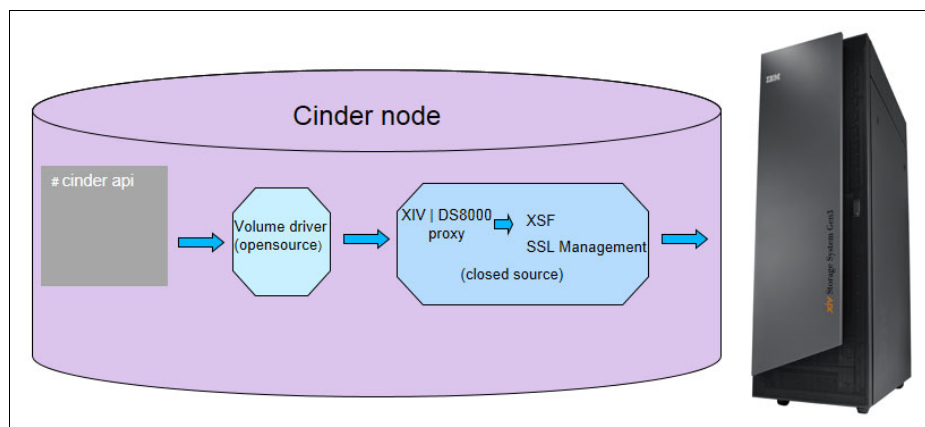 Cinder node
# cinder api
Volume driver
(opensource)
XIV | DS8000
proxy
XSF
SSL Management
(closed source)
IBM
XIV Storage System Gen3